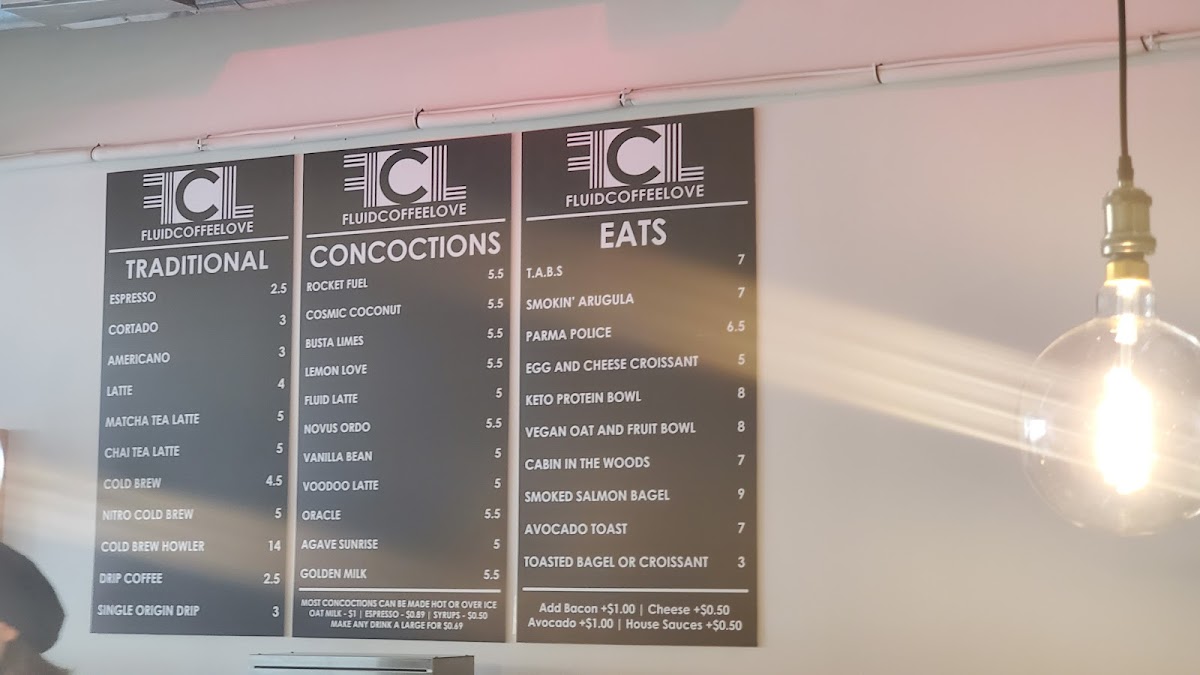 FCL
FLUIDCOFFEELOVE
TRADITIONAL
ESPRESSO 2.5
CORTADO 3
AMERICANO 3
LATTE 4
MATCHA TEA LATTE 5
CHAI TEA LATTE 5
COLD BREW 4.5
NITRO COLD BREW 5
COLD BREW HOWLER 14
DRIP COFFEE 2.5
SINGLE ORIGIN DRIP 3
FCL
FLUIDCOFFEELOVE
CONCOCTIONS
ROCKET FUEL 5.5
COSMIC COCONUT 5.5
BUSTA LIMES 5.5
LEMON LOVE 5.5
FLUID LATTE 5
NOVUS ORDO 5.5
VANILLA BEAN 5
VOODOO LATTE 5
ORACLE 5.5
AGAVE SUNRISE 5
GOLDEN MILK 5.5
MOST CONCOCTIONS CAN BE MADE HOT OR OVER ICE
OAT MILK - $1 | ESPRESSO - $0.89 | SYRUPS - $0.50
MAKE ANY DRINK A LARGE FOR $0.69
FCL
FLUIDCOFFEELOVE
EATS
T.A.B.S 7
SMOKIN' ARUGULA 7
PARMA POLICE 6.5
EGG AND CHEESE CROISSANT 5
KETO PROTEIN BOWL 8
VEGAN OAT AND FRUIT BOWL 8
CABIN IN THE WOODS 7
SMOKED SALMON BAGEL 9
AVOCADO TOAST 7
TOASTED BAGEL OR CROISSANT 3
Add Bacon +$1.00 | Cheese +$0.50
Avocado +$1.00 | House Sauces +$0.50